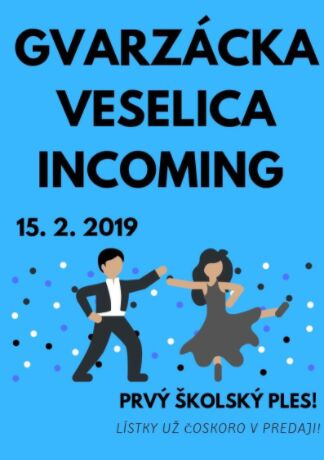 GVARZÁCKA
VESELICA
INCOMING
15. 2. 2019
PRVÝ ŠKOLSKÝ PLES!
LÍSTKY UŽ ČOSKORO V PREDAJI!